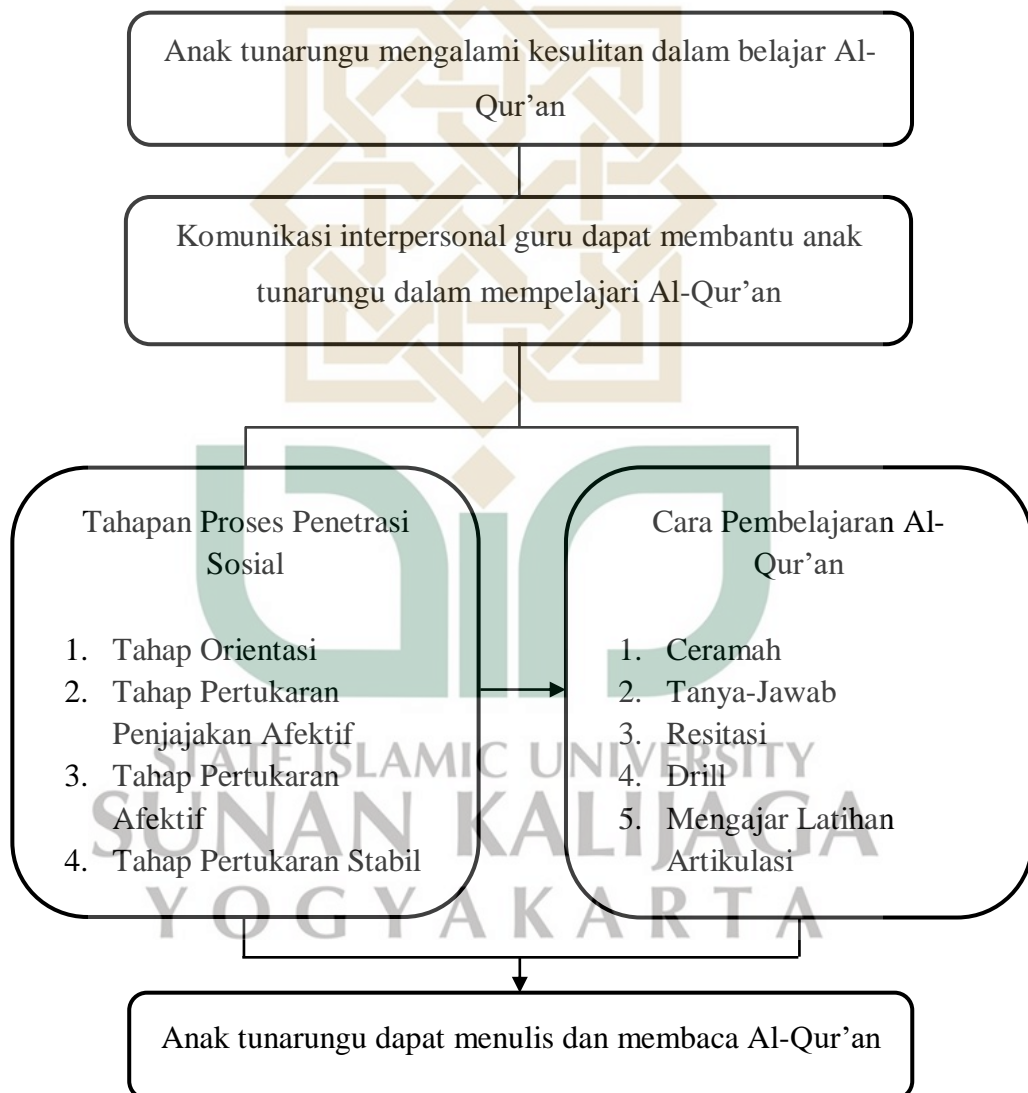 Anak tunarungu mengalami kesulitan dalam belajar Al-
Qur’an
Komunikasi interpersonal guru dapat membantu anak
tunarungu dalam mempelajari Al-Qur’an
Tahapan Proses Penetrasi
Sosial
1. Tahap Orientasi
2. Tahap Pertukaran
Penjajakan Afektif
3. Tahap Pertukaran
Afektif
4. Tahap Pertukaran Stabil
Cara Pembelajaran Al-
Qur’an
1. Ceramah
2. Tanya-Jawab
3. Resitasi
4. Drill
5. Mengajar Latihan
Artikulasi
STATE ISLAMIC UNIVERSITY
SUNAN KALIJAGA
YOGYAKARTA
Anak tunarungu dapat menulis dan membaca Al-Qur’an